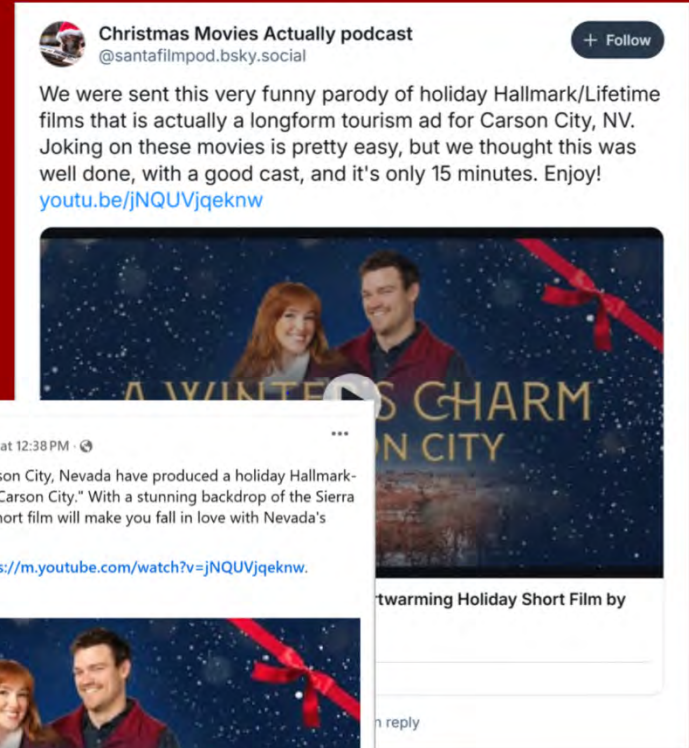 Christmas Movies Actually podcast
@santafilmpod.bsky.social
+ Follow
We were sent this very funny parody of holiday Hallmark/Lifetime
films that is actually a longform tourism ad for Carson City, NV.
Joking on these movies is pretty easy, but we thought this was
well done, with a good cast, and it's only 15 minutes. Enjoy!
youtu.be/jNQUVjqeknw
A WINTER'S CHARM
N CITY
at 12:38 PM ·
son City, Nevada have produced a holiday Hallmark-
Carson City." With a stunning backdrop of the Sierra
hort film will make you fall in love with Nevada's
s://m.youtube.com/watch?v=jNQUVjqeknw.
rtwarming Holiday Short Film by
reply